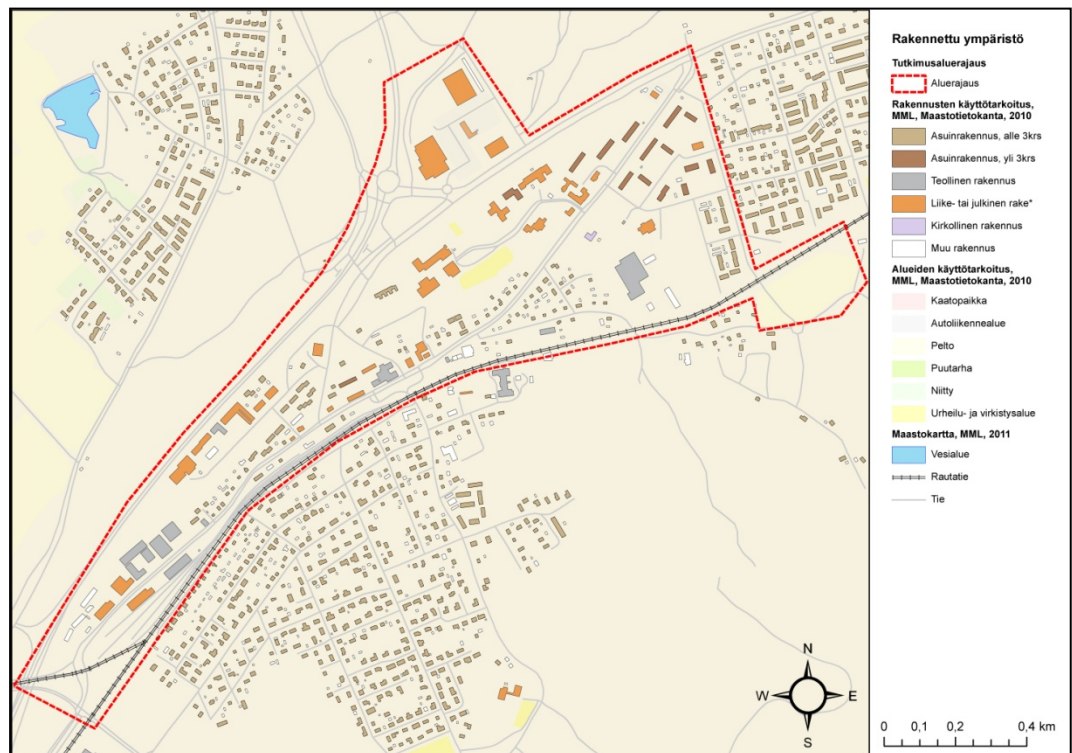 Rakennettu ympäristö
Tutkimusaluerajaus
Aluerajaus
Rakennusten käyttötarkoitus,
MML, Maastotietokanta, 2010
Asuinrakennus, alle 3krs
Asuinrakennus, yli 3krs
Teollinen rakennus
Liike- tai julkinen rake*
Kirkollinen rakennus
Muu rakennus
Alueiden käyttötarkoitus,
MML, Maastotietokanta, 2010
Kaatopaikka
Autoliikennealue
Pelto
Puutarha
Niitty
Urheilu- ja virkistysalue
Maastokartta, MML, 2011
Vesialue
Rautatie
Tie
N
W E
S
0 0,1 0,2 0,4 km